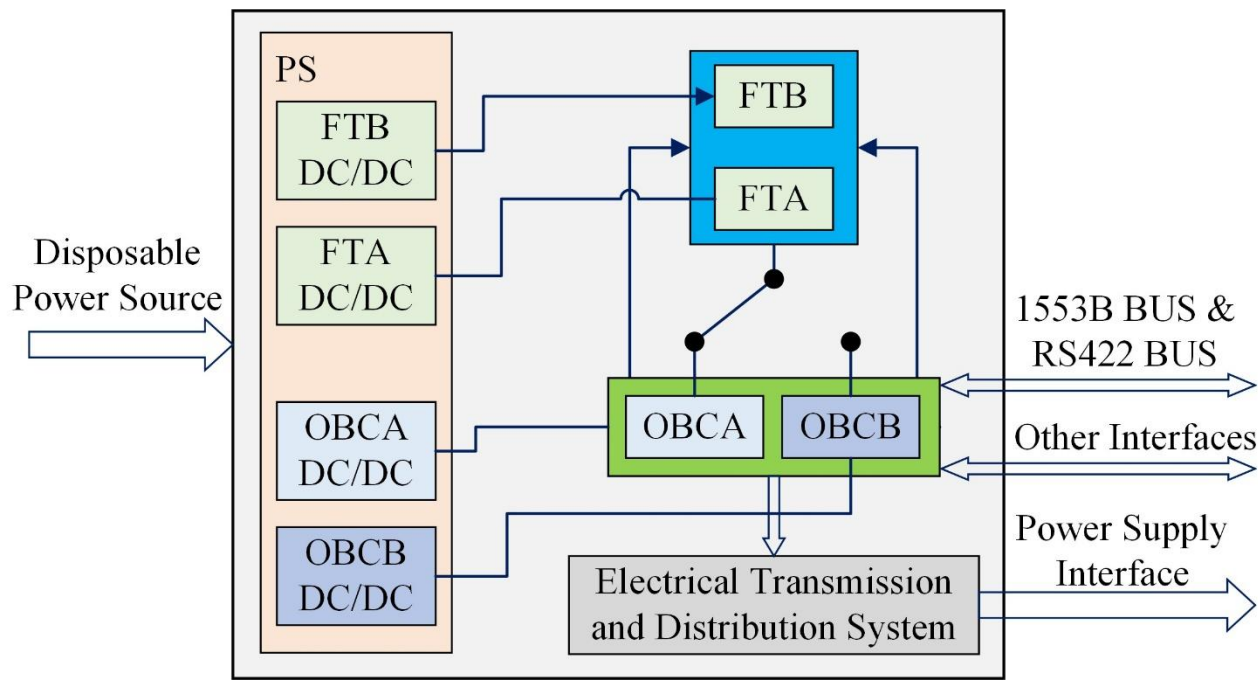 PS
FTB
DC/DC
FTA
DC/DC
OBCA
DC/DC
OBCB
DC/DC
Disposable
Power Source
FTB
FTA
OBCA
OBCB
Electrical Transmission
and Distribution System
1553B BUS &
RS422 BUS
Other Interfaces
Power Supply
Interface